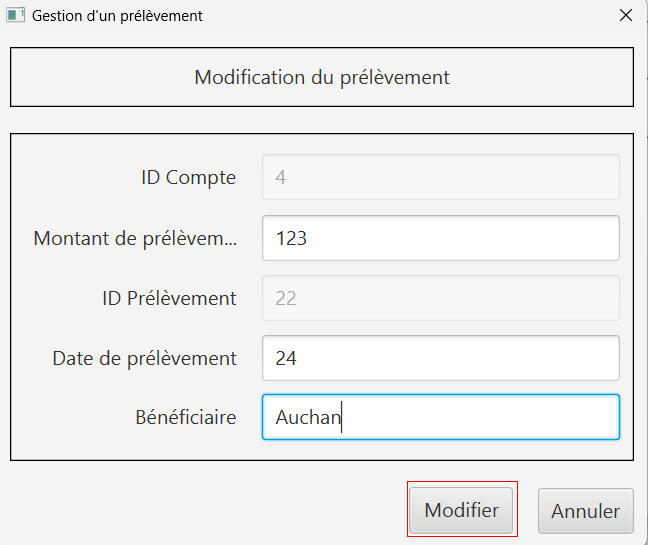 Gestion d'un prélèvement
Modification du prélèvement
ID Compte 4
Montant de prélèvem... 123
ID Prélèvement 22
Date de prélèvement 24
Bénéficiaire Auchan
Modifier Annuler